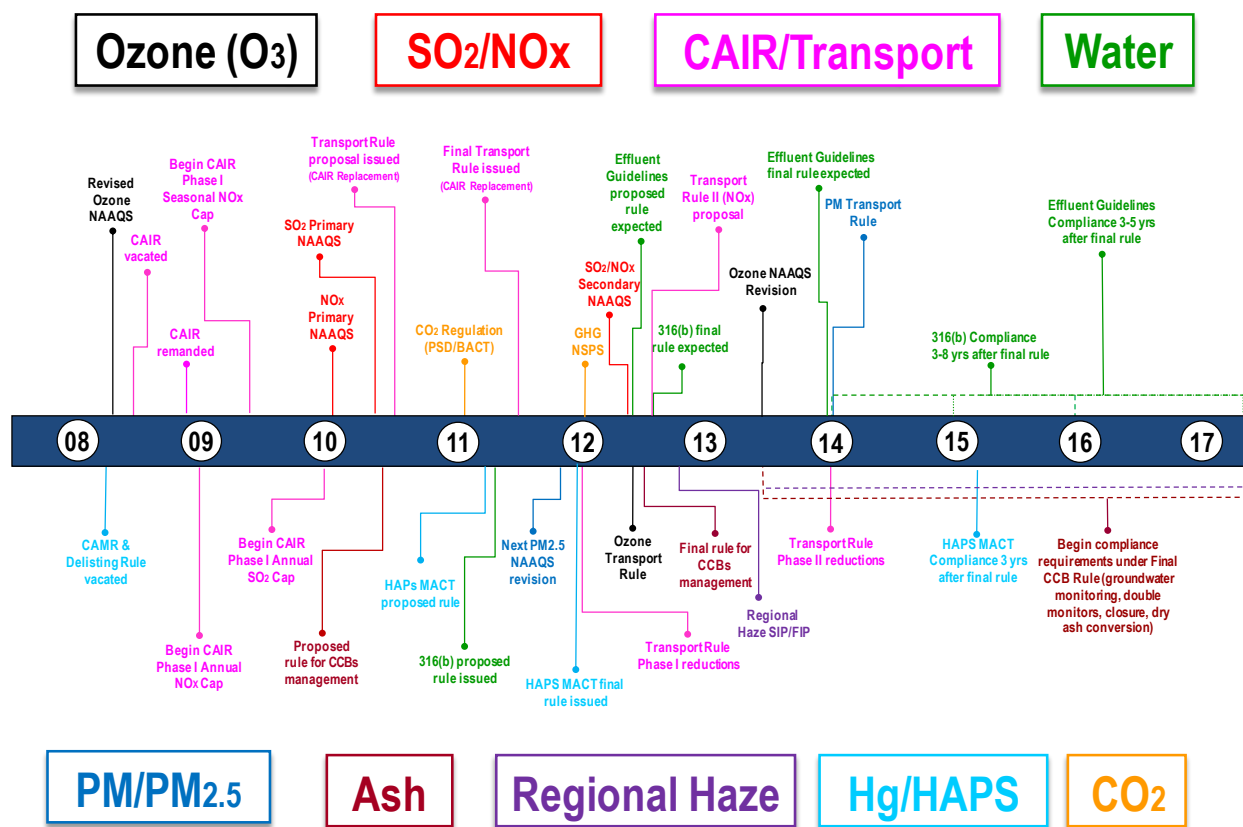 Ozone (O3)
SO2/NOx
CAIR/Transport
Water
Revised
Ozone
NAAQS
CAIR
vacated
Begin CAIR
Phase I
Seasonal NOx
Cap
CAIR
remanded
Transport Rule
proposal issued
(CAIR Replacement)
SO2 Primary
NAAQS
NOx
Primary
NAAQS
Final Transport
Rule issued
(CAIR Replacement)
CO2 Regulation
(PSD/BACT)
Effluent
Guidelines
proposed
rule
expected
SO2/NOx
Secondary
NAAQS
GHG
NSPS
Transport
Rule II (NOx)
proposal
316(b) final
rule expected
Ozone NAAQS
Revision
Effluent Guidelines
final rule expected
PM Transport
Rule
316(b) Compliance
3-8 yrs after final rule
Effluent Guidelines
Compliance 3-5 yrs
after final rule
08
09
10
11
12
13
14
15
16
17
CAMR &
Delisting Rule
vacated
Begin CAIR
Phase I Annual
NOx Cap
Begin CAIR
Phase I Annual
SO2 Cap
Proposed
rule for CCBs
management
HAPs MACT
proposed rule
316(b) proposed
rule issued
Next PM2.5
NAAQS
revision
HAPS MACT final
rule issued
Ozone
Transport
Rule
Transport Rule
Phase I reductions
Final rule for
CCBs
management
Regional
Haze SIP/FIP
Transport Rule
Phase II reductions
HAPS MACT
Compliance 3 yrs
after final rule
Begin compliance
requirements under Final
CCB Rule (groundwater
monitoring, double
monitors, closure, dry
ash conversion)
PM/PM2.5
Ash
Regional Haze
Hg/HAPS
CO2